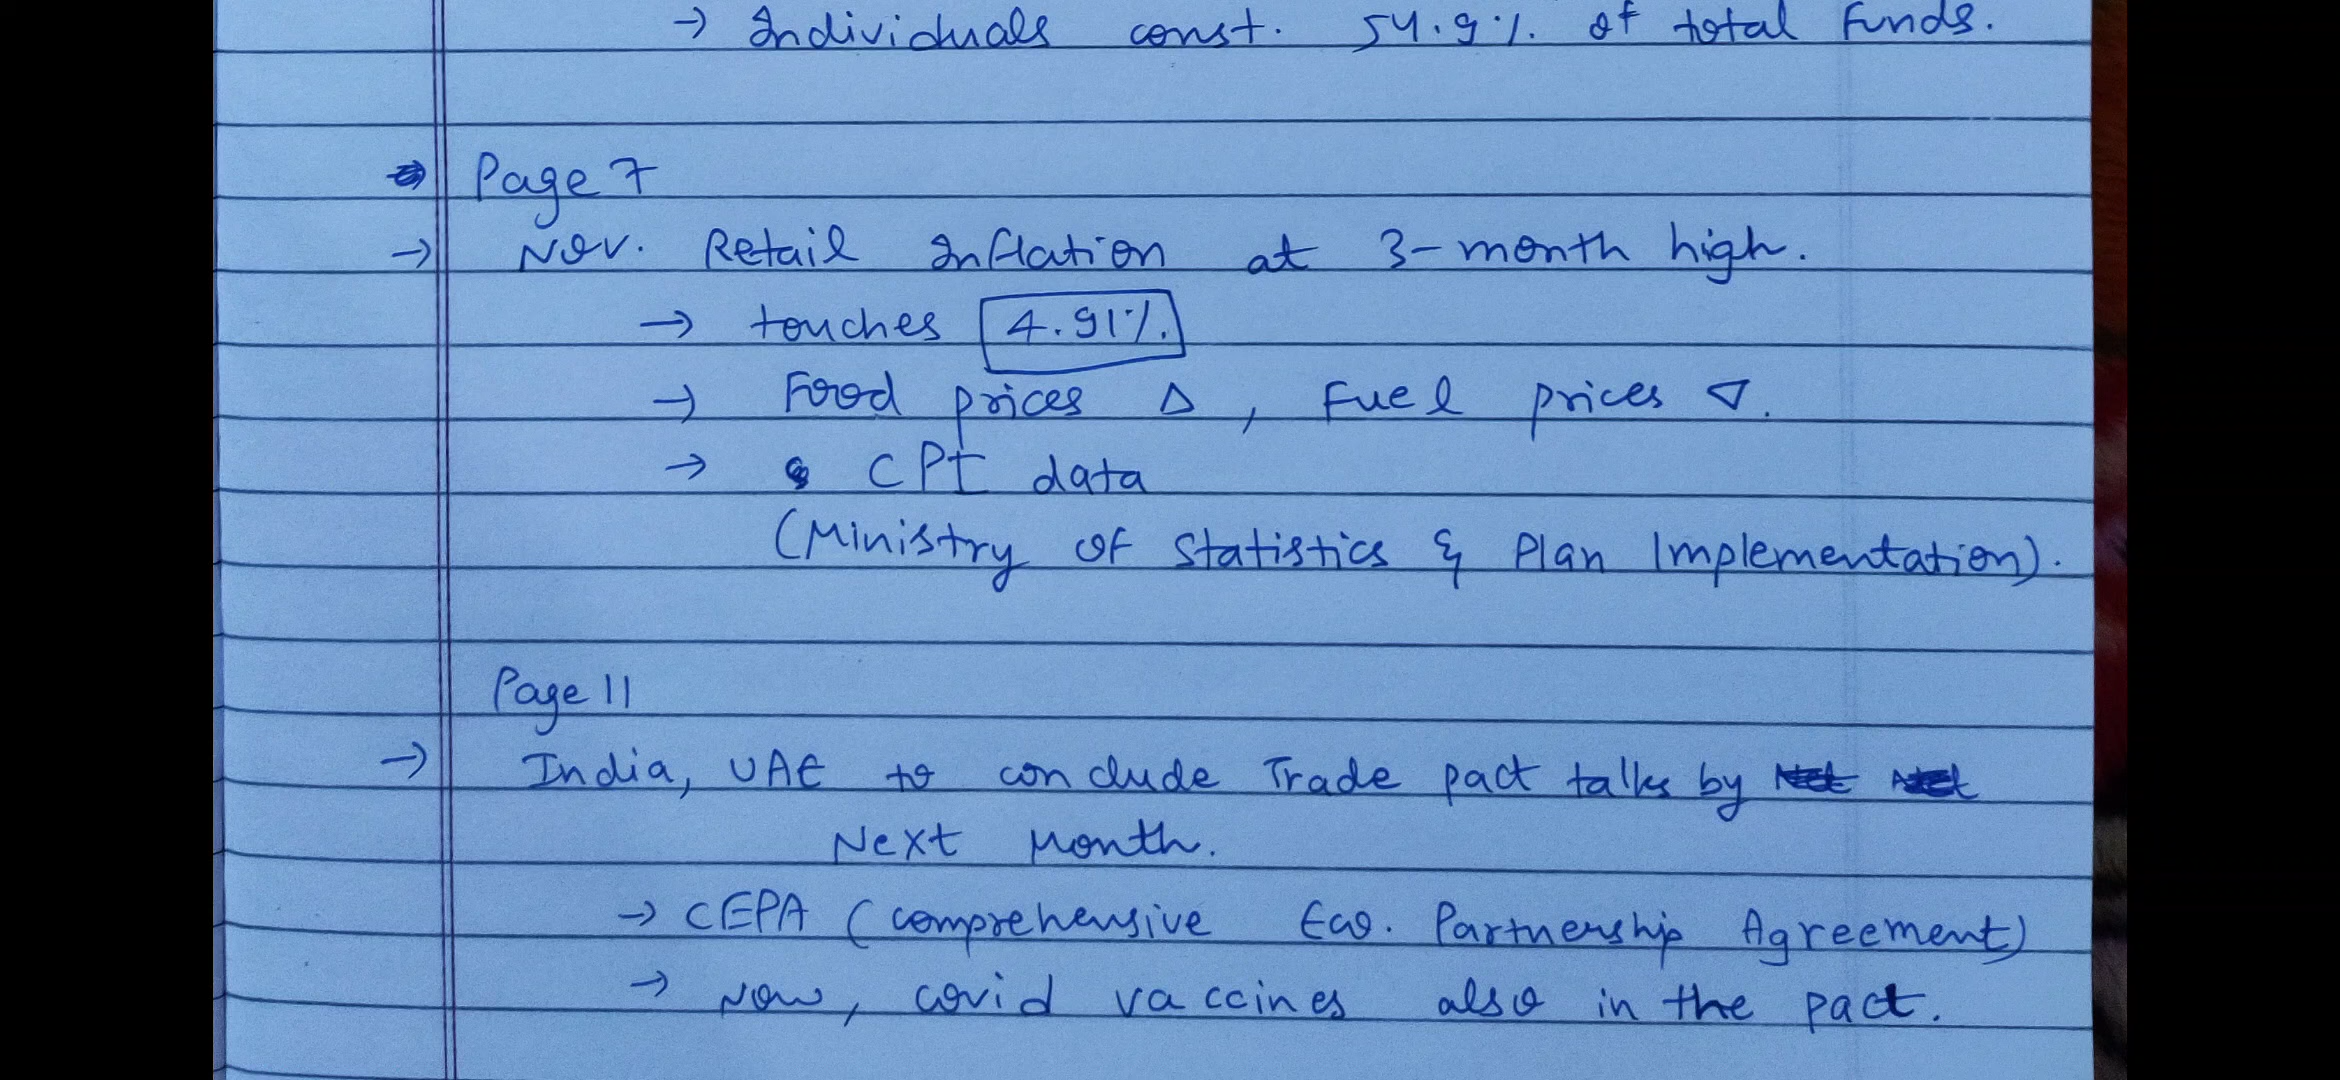 → Individuals const. 54.9% of total funds.
Page 7
→ Nov. Retail Inflation at 3-month high.
→ touches 4.91%.
→ Food prices Δ, Fuel prices ∇.
→ CPI data
(Ministry of Statistics & Plan Implementation).
Page 11
→ India, UAE to conclude Trade pact talks by
Next Month.
→ CEPA (comprehensive Eco. Partnership Agreement)
→ Now, covid vaccines also in the pact.